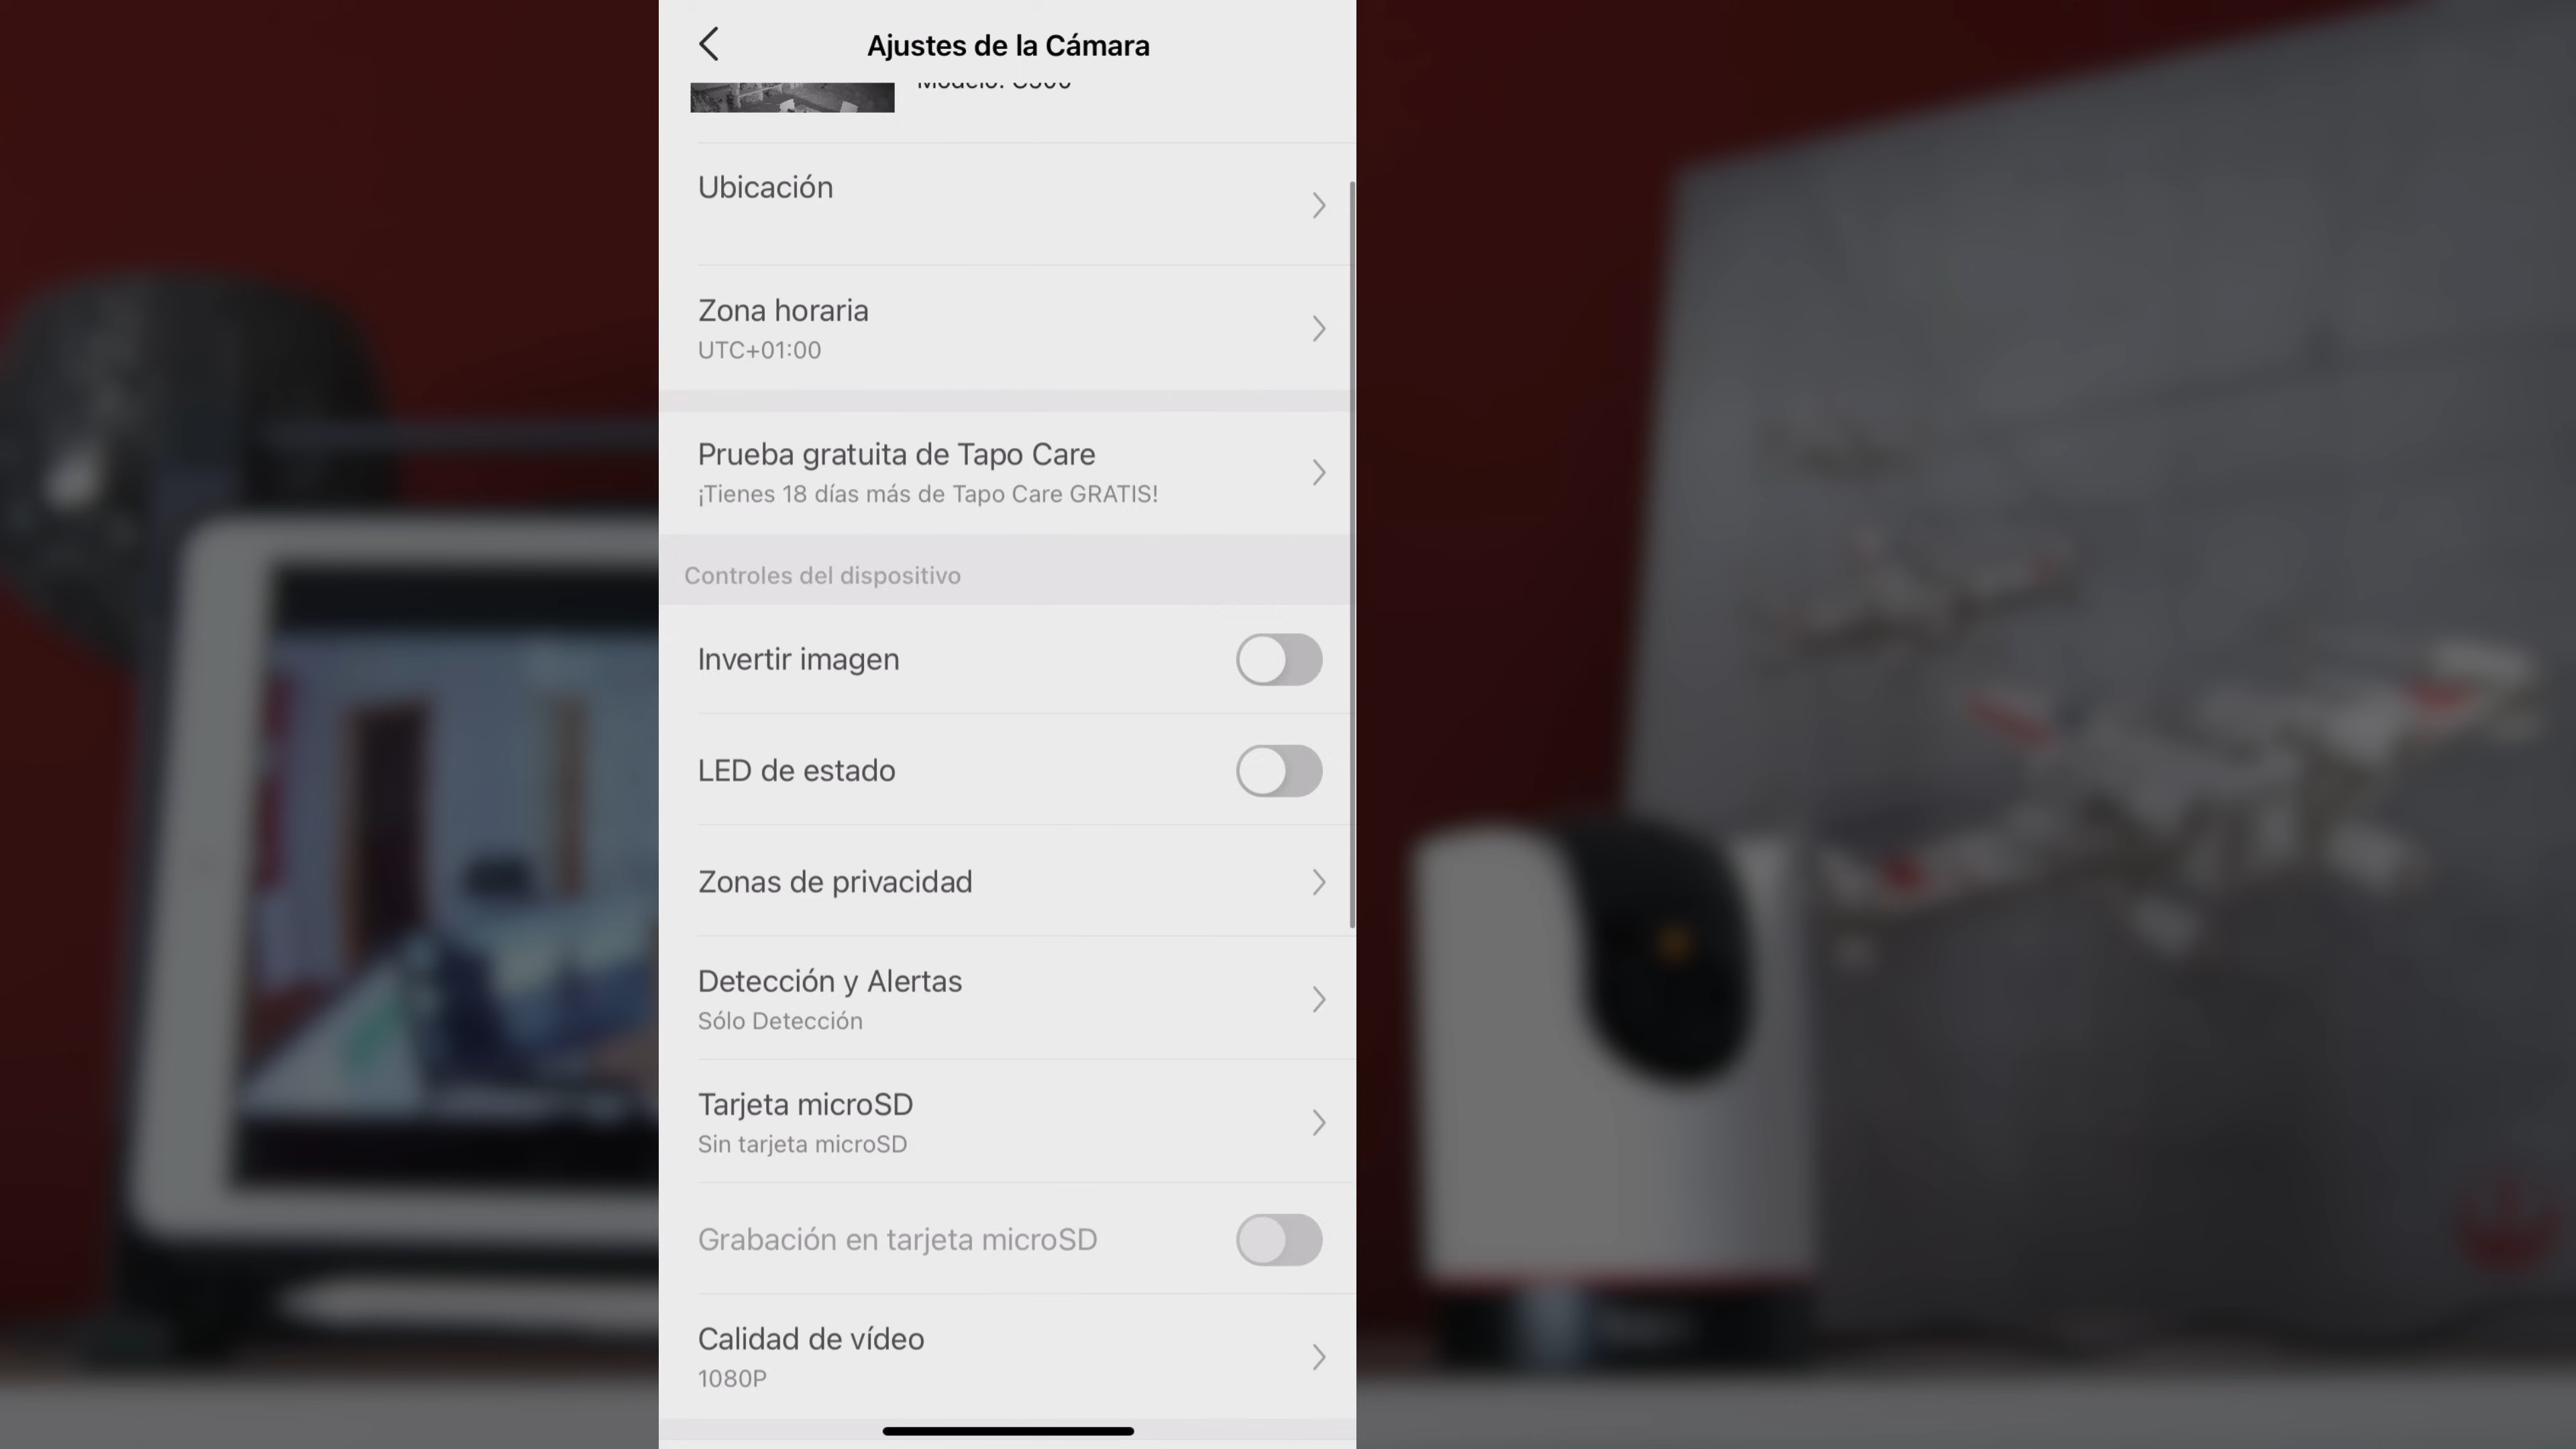 Ajustes de la Cámara
Ubicación
Zona horaria
UTC+01:00
Prueba gratuita de Tapo Care
¡Tienes 18 días más de Tapo Care GRATIS!
Controles del dispositivo
Invertir imagen
LED de estado
Zonas de privacidad
Detección y Alertas
Sólo Detección
Tarjeta microSD
Sin tarjeta microSD
Grabación en tarjeta microSD
Calidad de vídeo
1080P